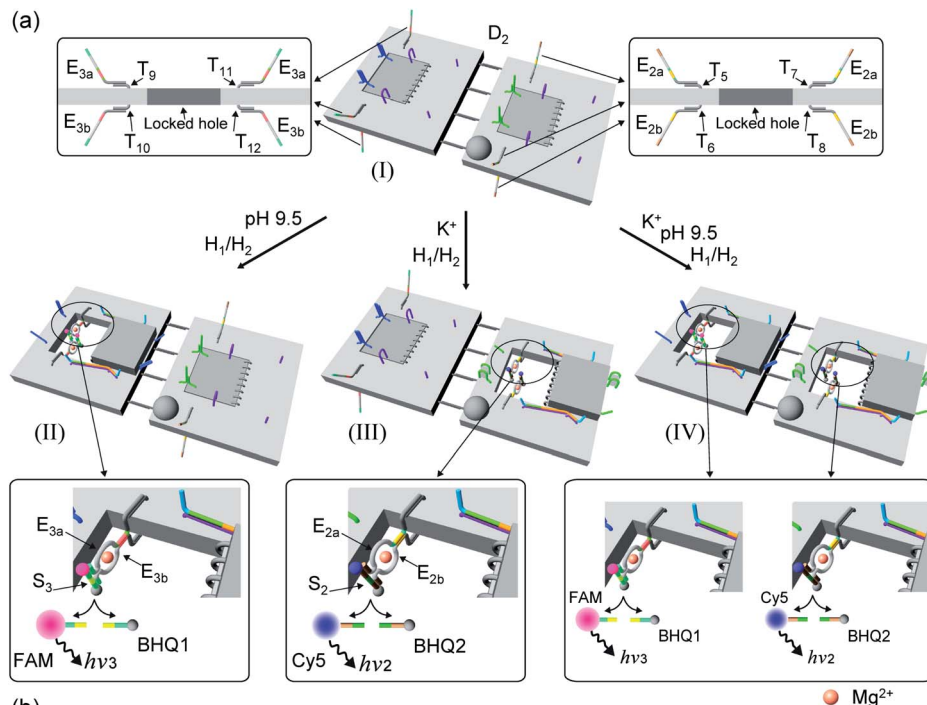 (a)
D2
E3a T9 T11 E3a
Locked hole
E3b T10 T12 E3b
E2a T5 T7 E2a
Locked hole
E2b T6 T8 E2b
(I)
pH 9.5
H1/H2
K+
H1/H2
K+
pH 9.5
H1/H2
(II)
(III)
(IV)
E3a
E3b
S3
FAM
BHQ1
hν3
E2a
E2b
S2
Cy5
BHQ2
hν2
FAM
BHQ1
hν3
Cy5
BHQ2
hν2
Mg2+